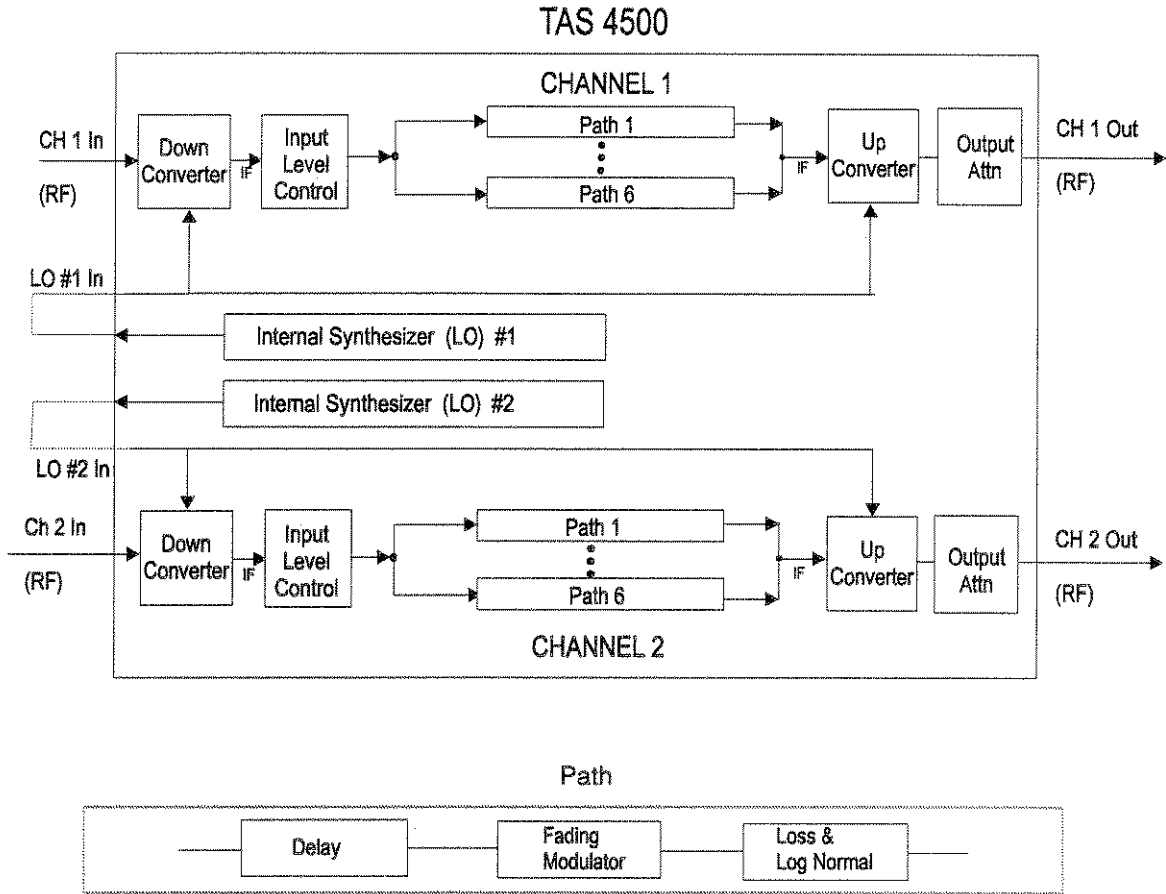 TAS 4500
CHANNEL 1
CH 1 In
(RF)
Down
Converter
IF
Input
Level
Control
Path 1
Path 6
IF
Up
Converter
Output
Attn
CH 1 Out
(RF)
LO #1 In
Internal Synthesizer (LO) #1
Internal Synthesizer (LO) #2
LO #2 In
Ch 2 In
(RF)
Down
Converter
IF
Input
Level
Control
Path 1
Path 6
IF
Up
Converter
Output
Attn
CH 2 Out
(RF)
CHANNEL 2
Path
Delay
Fading
Modulator
Loss &
Log Normal